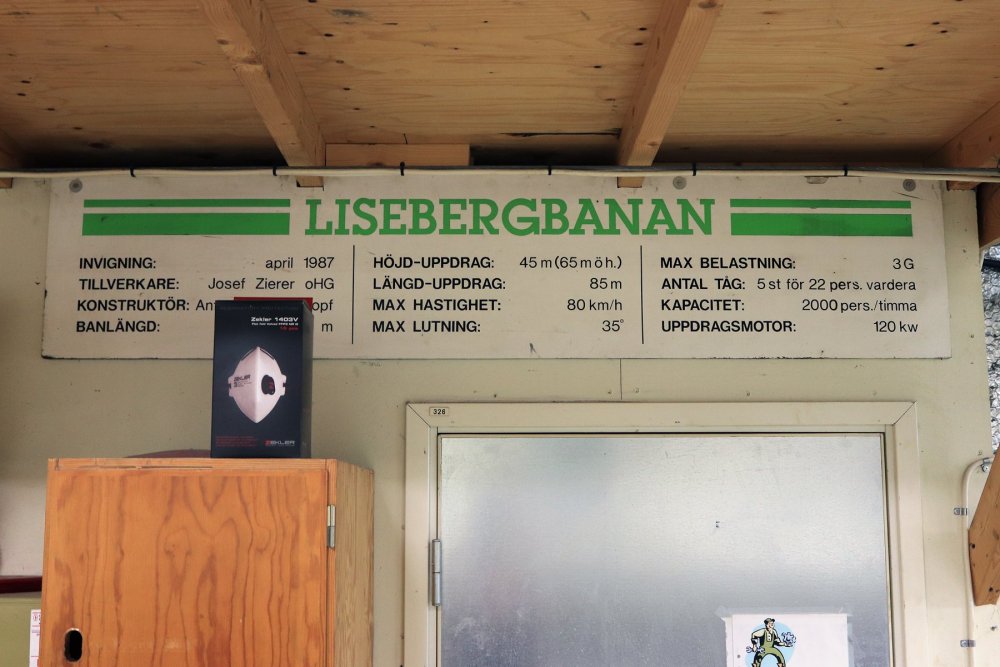 LISEBERGBANAN
INVIGNING: april 1987
TILLVERKARE: Josef Zierer oHG
KONSTRUKTÖR:
BANLÄNGD: m
HÖJD-UPPDRAG: 45 m (65 m ö h.)
LÄNGD-UPPDRAG: 85 m
MAX HASTIGHET: 80 km/h
MAX LUTNING: 35°
MAX BELASTNING: 3 G
ANTAL TÅG: 5 st för 22 pers. vardera
KAPACITET: 2000 pers./timma
UPPDRAGSMOTOR: 120 kw
Zekler 1403V
ZEKLER
326